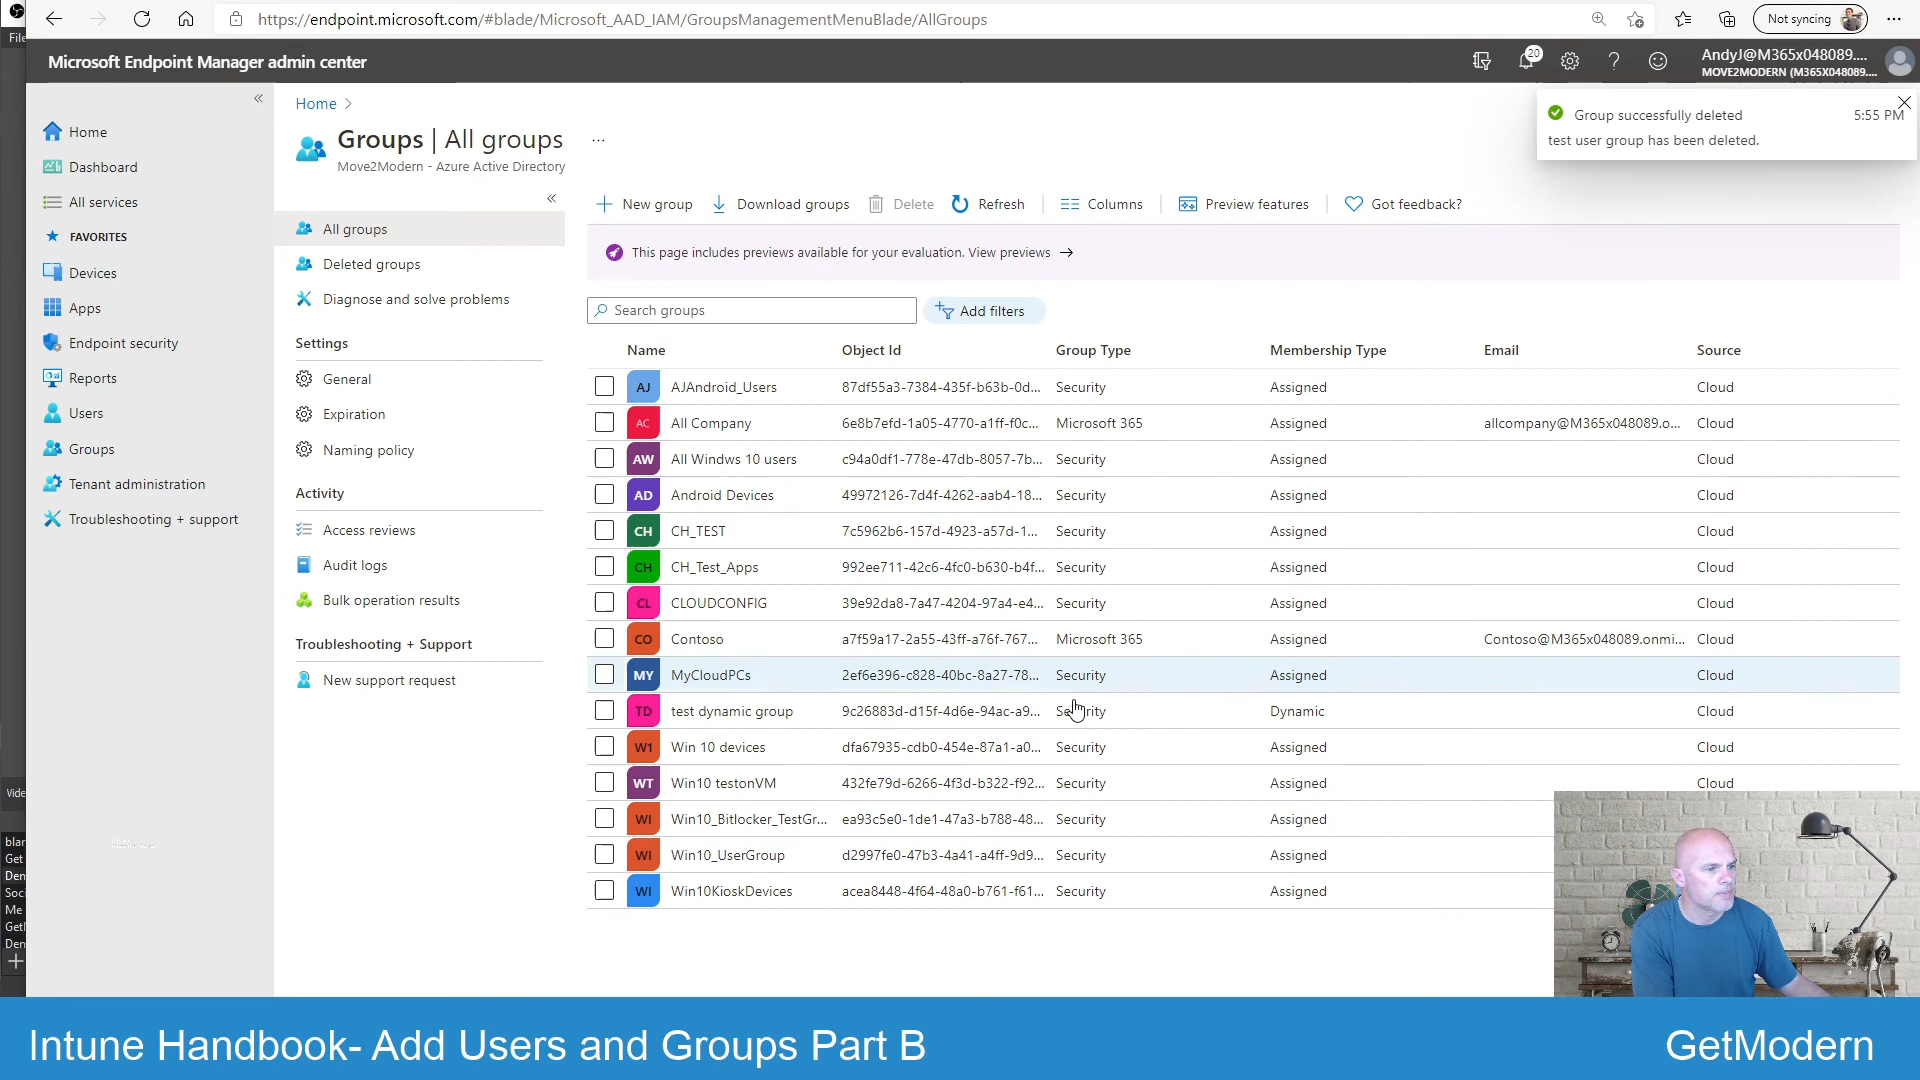 https://endpoint.microsoft.com/#blade/Microsoft_AAD_IAM/GroupsManagementMenuBlade/AllGroups
Not syncing
File
Microsoft Endpoint Manager admin center
20
AndyJ@M365x048089....
MOVE2MODERN (M365X048089....
Home
Dashboard
All services
FAVORITES
Devices
Apps
Endpoint security
Reports
Users
Groups
Tenant administration
Troubleshooting + support
Home
Groups | All groups
...
Move2Modern - Azure Active Directory
Group successfully deleted
5:55 PM
test user group has been deleted.
All groups
Deleted groups
Diagnose and solve problems
Settings
General
Expiration
Naming policy
Activity
Access reviews
Audit logs
Bulk operation results
Troubleshooting + Support
New support request
New group Download groups Delete Refresh Columns Preview features Got feedback?
This page includes previews available for your evaluation. View previews →
Search groups
Add filters
Name Object Id Group Type Membership Type Email Source
AJ AJAndroid_Users 87df55a3-7384-435f-b63b-0d... Security Assigned Cloud
AC All Company 6e8b7efd-1a05-4770-a1ff-f0c... Microsoft 365 Assigned allcompany@M365x048089.o... Cloud
AW All Windws 10 users c94a0df1-778e-47db-8057-7b... Security Assigned Cloud
AD Android Devices 49972126-7d4f-4262-aab4-18... Security Assigned Cloud
CH CH_TEST 7c5962b6-157d-4923-a57d-1... Security Assigned Cloud
CH CH_Test_Apps 992ee711-42c6-4fc0-b630-b4f... Security Assigned Cloud
CL CLOUDCONFIG 39e92da8-7a47-4204-97a4-e4... Security Assigned Cloud
CO Contoso a7f59a17-2a55-43ff-a76f-767... Microsoft 365 Assigned Contoso@M365x048089.onmi... Cloud
MY MyCloudPCs 2ef6e396-c828-40bc-8a27-78... Security Assigned Cloud
TD test dynamic group 9c26883d-d15f-4d6e-94ac-a9... Security Dynamic Cloud
W1 Win 10 devices dfa67935-cdb0-454e-87a1-a0... Security Assigned Cloud
WT Win10 testonVM 432fe79d-6266-4f3d-b322-f92... Security Assigned Cloud
WI Win10_Bitlocker_TestGr... ea93c5e0-1de1-47a3-b788-48... Security Assigned
WI Win10_UserGroup d2997fe0-47b3-4a41-a4ff-9d9... Security Assigned
WI Win10KioskDevices acea8448-4f64-48a0-b761-f61... Security Assigned
Vide
blar
Get
Den
Soci
Me
Getl
Den
Intune Handbook- Add Users and Groups Part B
GetModern